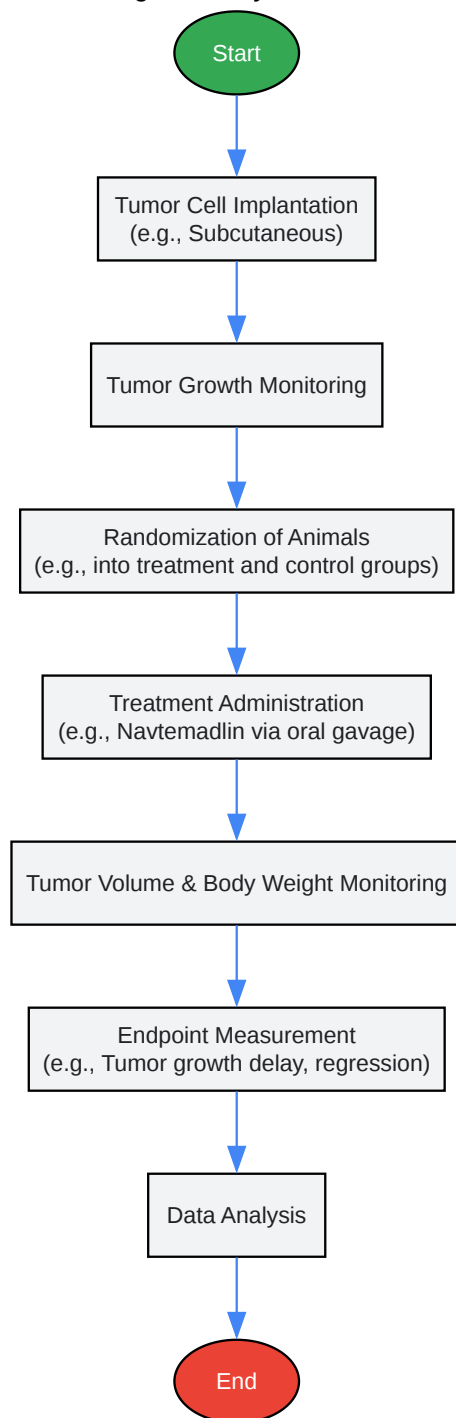 Start
Tumor Cell Implantation
(e.g., Subcutaneous)
Tumor Growth Monitoring
Randomization of Animals
(e.g., into treatment and control groups)
Treatment Administration
(e.g., Navtemadlin via oral gavage)
Tumor Volume & Body Weight Monitoring
Endpoint Measurement
(e.g., Tumor growth delay, regression)
Data Analysis
End